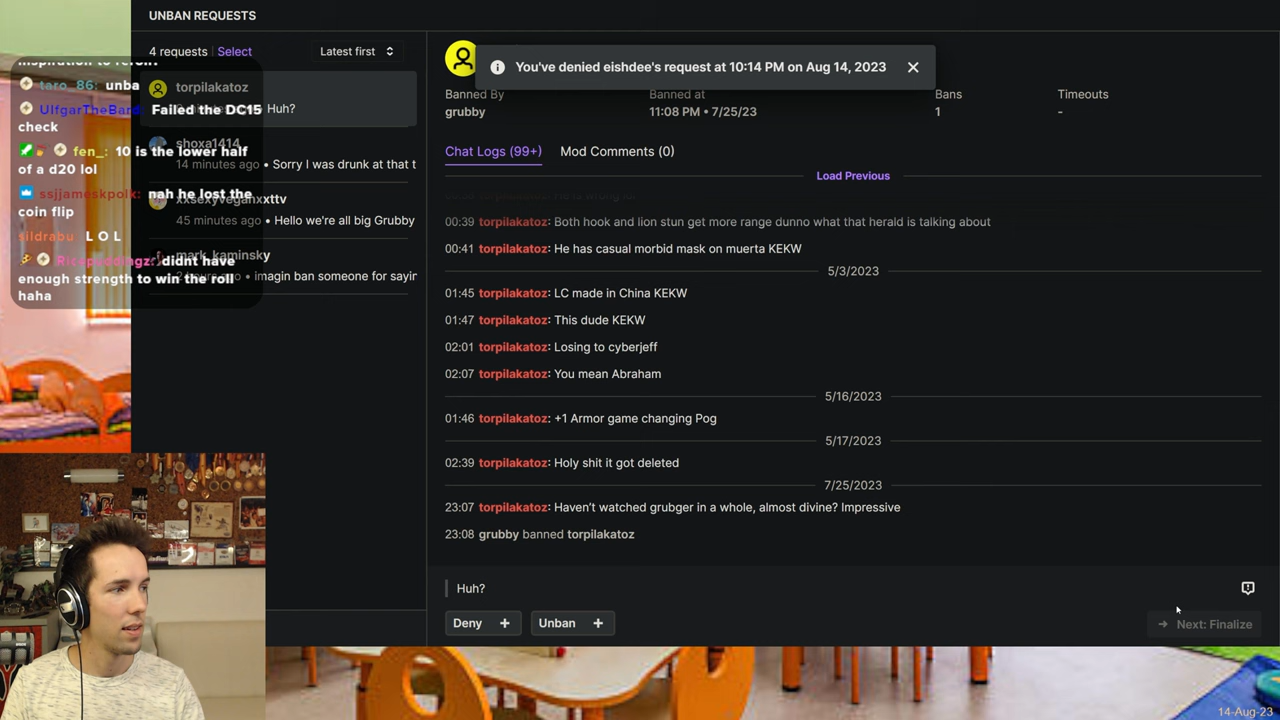 UNBAN REQUESTS
4 requests Select Latest first
You've denied eishdee's request at 10:14 PM on Aug 14, 2023
inspiration to reroll
taro_86: unba
UlfgarTheBard: Failed the DC15
check
fen_: 10 is the lower half
of a d20 lol
ssjjameskpolk: nah he lost the
coin flip
sildrabu: L O L
Ricepuddingz: didnt have
enough strength to win the roll
haha
torpilakatoz
Huh?
shoxa1414
14 minutes ago • Sorry I was drunk at that t
xxsexyveganxxttv
45 minutes ago • Hello we're all big Grubby
mark_kaminsky
hours ago • imagin ban someone for sayin
Banned By Banned at Bans Timeouts
grubby 11:08 PM • 7/25/23 1 -
Chat Logs (99+) Mod Comments (0)
Load Previous
00:39 torpilakatoz: Both hook and lion stun get more range dunno what that herald is talking about
00:41 torpilakatoz: He has casual morbid mask on muerta KEKW
5/3/2023
01:45 torpilakatoz: LC made in China KEKW
01:47 torpilakatoz: This dude KEKW
02:01 torpilakatoz: Losing to cyberjeff
02:07 torpilakatoz: You mean Abraham
5/16/2023
01:46 torpilakatoz: +1 Armor game changing Pog
5/17/2023
02:39 torpilakatoz: Holy shit it got deleted
7/25/2023
23:07 torpilakatoz: Haven't watched grubger in a whole, almost divine? Impressive
23:08 grubby banned torpilakatoz
Huh?
Deny + Unban + Next: Finalize
14-Aug-23